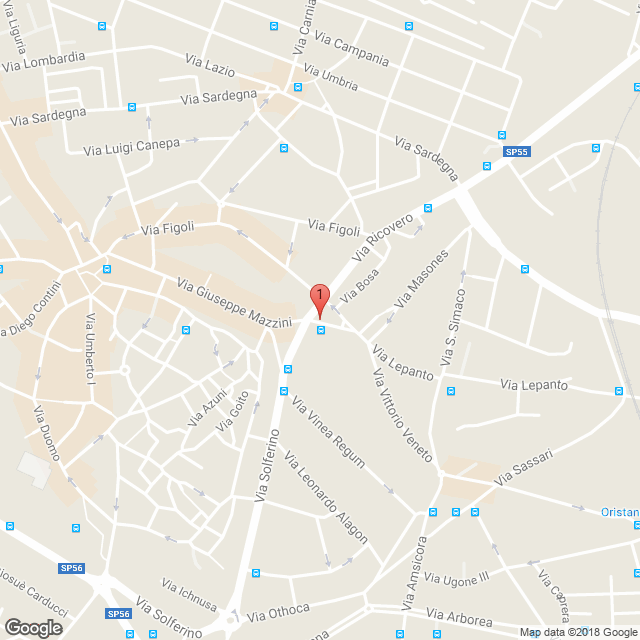 Via Liguria
Via Carnia
Via Campania
Via Lombardia
Via Lazio
Via Umbria
Via Sardegna
Via Sardegna
Via Luigi Canepa
Via Sardegna
SP55
Via Figoli
Via Figoli
Via Ricovero
Via Diego Contini
Via Giuseppe Mazzini
Via Bosa
Via Masones
1
Via Umberto I
Via S. Simaco
Via Lepanto
Via Lepanto
Via Azuni
Via Goito
Via Vittorio Veneto
Via Duomo
Via Vinea Regum
Via Solferino
Via Leonardo Alagon
Via Sassari
Oristan
SP56
Via Amsicora
Giosuè Carducci
Via Ichnusa
Via Ugone III
SP56
Via Solferino
Via Othoca
Via Arborea
Google
Map data ©2018 Google